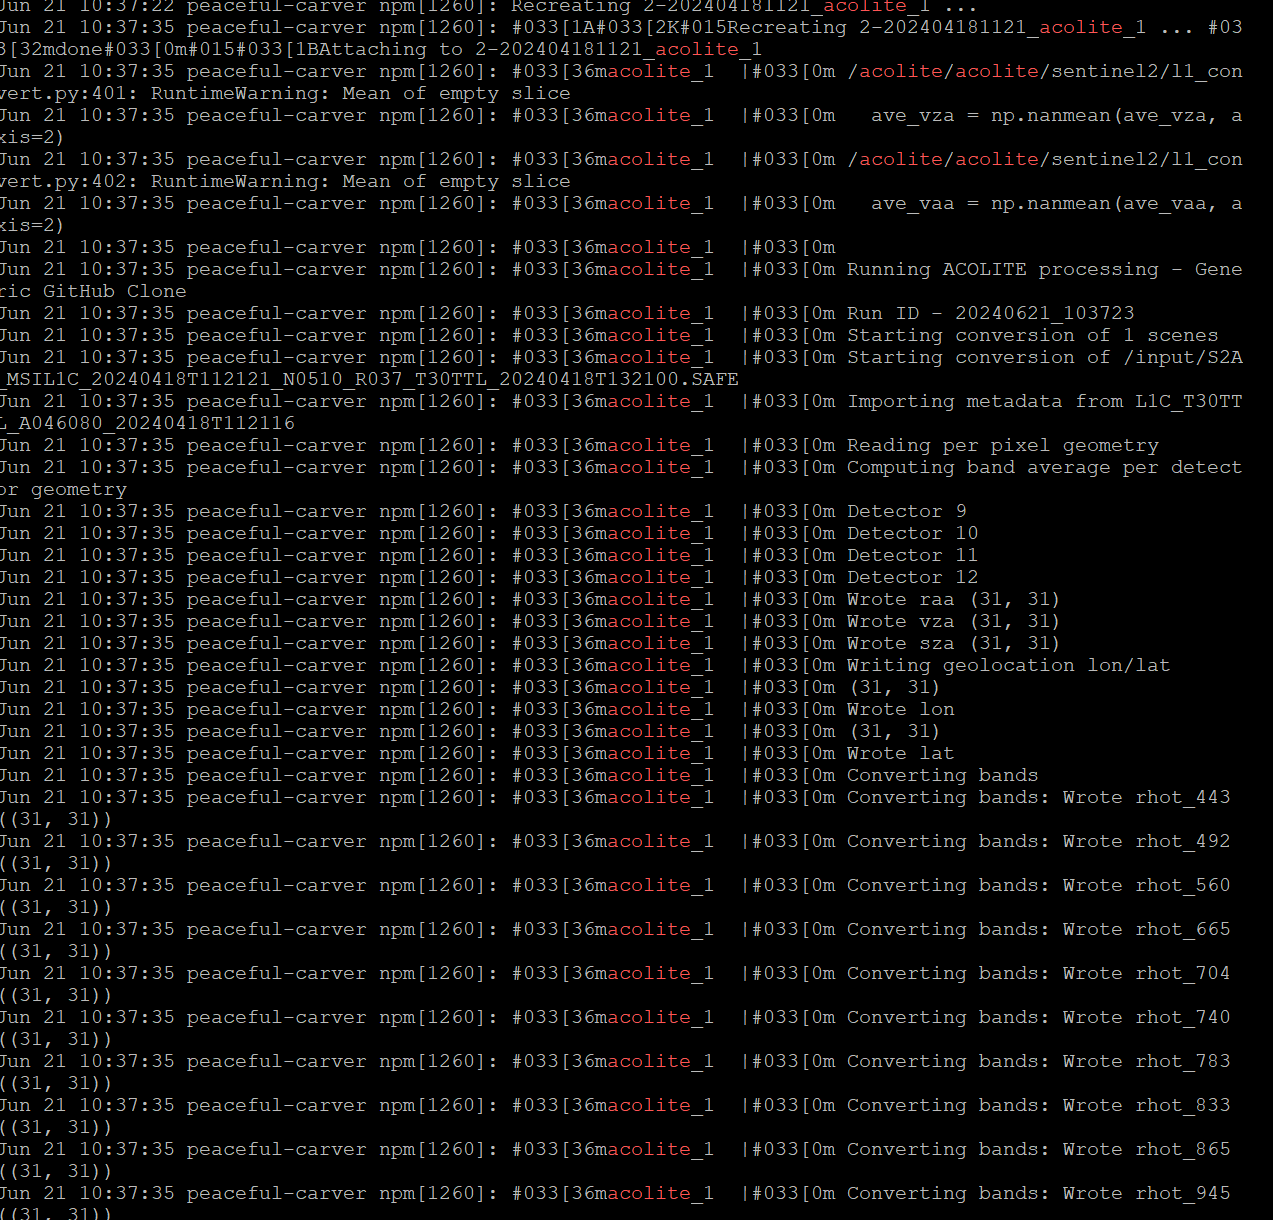 Jun 21 10:37:22 peaceful-carver npm[1260]: Recreating 2-202404181121_acolite_1 ...
Jun 21 10:37:35 peaceful-carver npm[1260]: #033[1A#033[2K#015Recreating 2-202404181121_acolite_1 ... #03
3[32mdone#033[0m#015#033[1BAttaching to 2-202404181121_acolite_1
Jun 21 10:37:35 peaceful-carver npm[1260]: #033[36macolite_1  |#033[0m /acolite/acolite/sentinel2/l1_con
vert.py:401: RuntimeWarning: Mean of empty slice
Jun 21 10:37:35 peaceful-carver npm[1260]: #033[36macolite_1  |#033[0m   ave_vza = np.nanmean(ave_vza, a
xis=2)
Jun 21 10:37:35 peaceful-carver npm[1260]: #033[36macolite_1  |#033[0m /acolite/acolite/sentinel2/l1_con
vert.py:402: RuntimeWarning: Mean of empty slice
Jun 21 10:37:35 peaceful-carver npm[1260]: #033[36macolite_1  |#033[0m   ave_vaa = np.nanmean(ave_vaa, a
xis=2)
Jun 21 10:37:35 peaceful-carver npm[1260]: #033[36macolite_1  |#033[0m
Jun 21 10:37:35 peaceful-carver npm[1260]: #033[36macolite_1  |#033[0m Running ACOLITE processing - Gene
ric GitHub Clone
Jun 21 10:37:35 peaceful-carver npm[1260]: #033[36macolite_1  |#033[0m Run ID - 20240621_103723
Jun 21 10:37:35 peaceful-carver npm[1260]: #033[36macolite_1  |#033[0m Starting conversion of 1 scenes
Jun 21 10:37:35 peaceful-carver npm[1260]: #033[36macolite_1  |#033[0m Starting conversion of /input/S2A
_MSIL1C_20240418T112121_N0510_R037_T30TTL_20240418T132100.SAFE
Jun 21 10:37:35 peaceful-carver npm[1260]: #033[36macolite_1  |#033[0m Importing metadata from L1C_T30TT
L_A046080_20240418T112116
Jun 21 10:37:35 peaceful-carver npm[1260]: #033[36macolite_1  |#033[0m Reading per pixel geometry
Jun 21 10:37:35 peaceful-carver npm[1260]: #033[36macolite_1  |#033[0m Computing band average per detect
or geometry
Jun 21 10:37:35 peaceful-carver npm[1260]: #033[36macolite_1  |#033[0m Detector 9
Jun 21 10:37:35 peaceful-carver npm[1260]: #033[36macolite_1  |#033[0m Detector 10
Jun 21 10:37:35 peaceful-carver npm[1260]: #033[36macolite_1  |#033[0m Detector 11
Jun 21 10:37:35 peaceful-carver npm[1260]: #033[36macolite_1  |#033[0m Detector 12
Jun 21 10:37:35 peaceful-carver npm[1260]: #033[36macolite_1  |#033[0m Wrote raa (31, 31)
Jun 21 10:37:35 peaceful-carver npm[1260]: #033[36macolite_1  |#033[0m Wrote vza (31, 31)
Jun 21 10:37:35 peaceful-carver npm[1260]: #033[36macolite_1  |#033[0m Wrote sza (31, 31)
Jun 21 10:37:35 peaceful-carver npm[1260]: #033[36macolite_1  |#033[0m Writing geolocation lon/lat
Jun 21 10:37:35 peaceful-carver npm[1260]: #033[36macolite_1  |#033[0m (31, 31)
Jun 21 10:37:35 peaceful-carver npm[1260]: #033[36macolite_1  |#033[0m Wrote lon
Jun 21 10:37:35 peaceful-carver npm[1260]: #033[36macolite_1  |#033[0m (31, 31)
Jun 21 10:37:35 peaceful-carver npm[1260]: #033[36macolite_1  |#033[0m Wrote lat
Jun 21 10:37:35 peaceful-carver npm[1260]: #033[36macolite_1  |#033[0m Converting bands
Jun 21 10:37:35 peaceful-carver npm[1260]: #033[36macolite_1  |#033[0m Converting bands: Wrote rhot_443
((31, 31))
Jun 21 10:37:35 peaceful-carver npm[1260]: #033[36macolite_1  |#033[0m Converting bands: Wrote rhot_492
((31, 31))
Jun 21 10:37:35 peaceful-carver npm[1260]: #033[36macolite_1  |#033[0m Converting bands: Wrote rhot_560
((31, 31))
Jun 21 10:37:35 peaceful-carver npm[1260]: #033[36macolite_1  |#033[0m Converting bands: Wrote rhot_665
((31, 31))
Jun 21 10:37:35 peaceful-carver npm[1260]: #033[36macolite_1  |#033[0m Converting bands: Wrote rhot_704
((31, 31))
Jun 21 10:37:35 peaceful-carver npm[1260]: #033[36macolite_1  |#033[0m Converting bands: Wrote rhot_740
((31, 31))
Jun 21 10:37:35 peaceful-carver npm[1260]: #033[36macolite_1  |#033[0m Converting bands: Wrote rhot_783
((31, 31))
Jun 21 10:37:35 peaceful-carver npm[1260]: #033[36macolite_1  |#033[0m Converting bands: Wrote rhot_833
((31, 31))
Jun 21 10:37:35 peaceful-carver npm[1260]: #033[36macolite_1  |#033[0m Converting bands: Wrote rhot_865
((31, 31))
Jun 21 10:37:35 peaceful-carver npm[1260]: #033[36macolite_1  |#033[0m Converting bands: Wrote rhot_945
((31, 31))